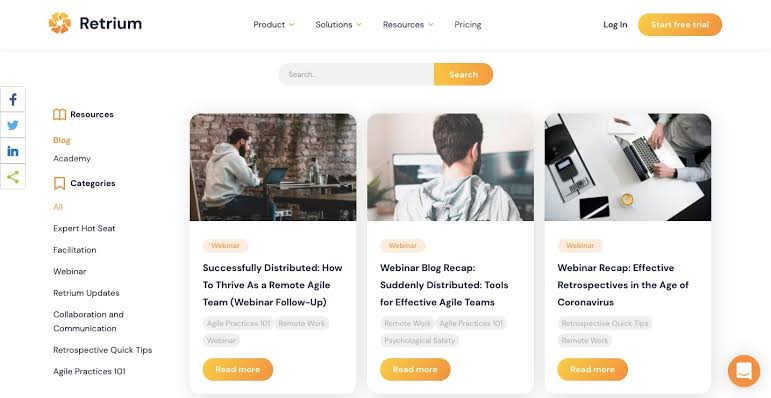 Retrium
Product
Solutions
Resources
Pricing
Log In
Start free trial
Search...
Search
Resources
Blog
Academy
Categories
All
Expert Hot Seat
Facilitation
Webinar
Retrium Updates
Collaboration and
Communication
Retrospective Quick Tips
Agile Practices 101
Webinar
Successfully Distributed: How
To Thrive As a Remote Agile
Team (Webinar Follow-Up)
Agile Practices 101 Remote Work
Webinar
Read more
Webinar
Webinar Blog Recap:
Suddenly Distributed: Tools
for Effective Agile Teams
Remote Work Agile Practices 101
Psychological Safety
Read more
Webinar
Webinar Recap: Effective
Retrospectives in the Age of
Coronavirus
Retrospective Quick Tips
Remote Work
Read more